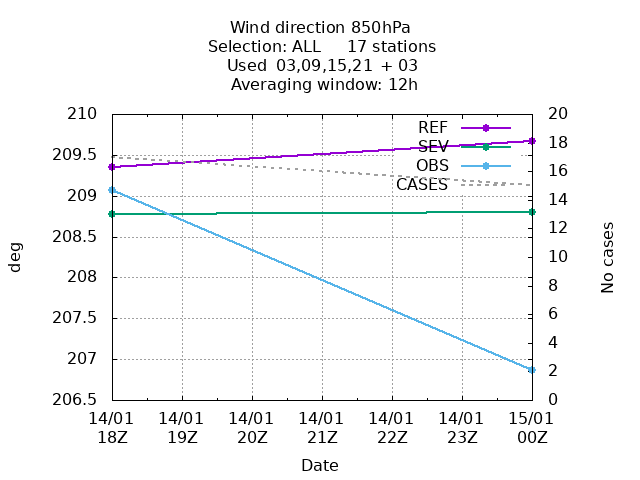 Wind direction 850hPa
Selection: ALL     17 stations
Used  03,09,15,21  + 03
Averaging window: 12h
210
209.5
209
208.5
208
207.5
207
206.5
20
18
16
14
12
10
8
6
4
2
0
REF
SEV
OBS
CASES
deg
No cases
14/01 14/01 14/01 14/01 14/01 14/01 15/01
18Z 19Z 20Z 21Z 22Z 23Z 00Z
Date